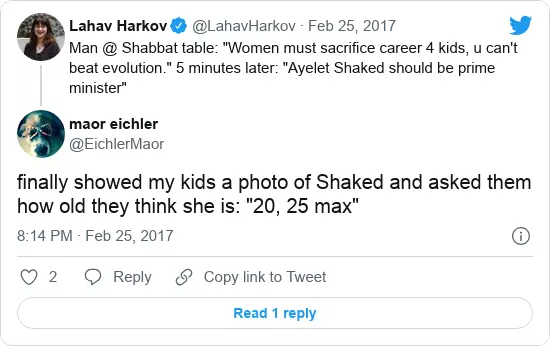 Lahav Harkov @LahavHarkov · Feb 25, 2017
Man @ Shabbat table: "Women must sacrifice career 4 kids, u can't
beat evolution." 5 minutes later: "Ayelet Shaked should be prime
minister"
maor eichler
@EichlerMaor
finally showed my kids a photo of Shaked and asked them
how old they think she is: "20, 25 max"
8:14 PM · Feb 25, 2017
2 Reply Copy link to Tweet
Read 1 reply